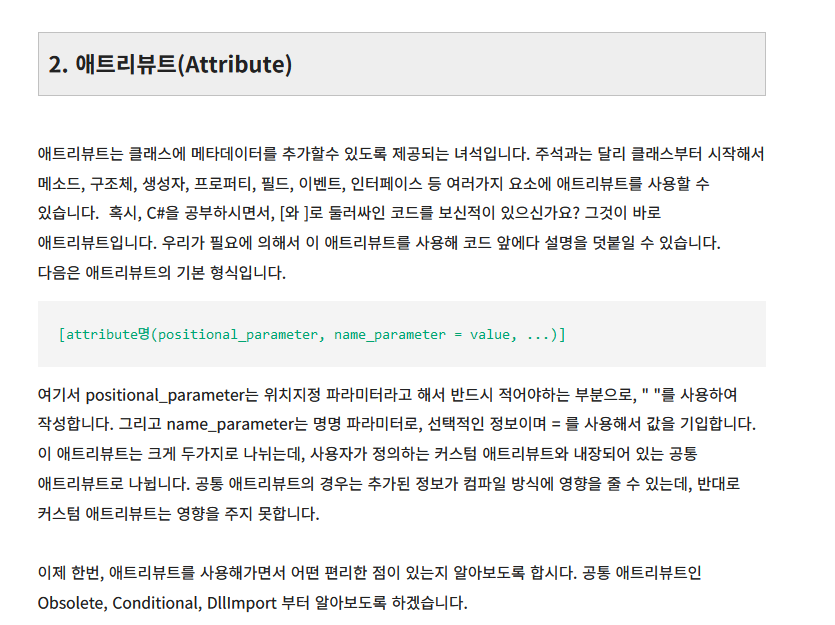 2. 애트리뷰트(Attribute)
애트리뷰트는 클래스에 메타데이터를 추가할수 있도록 제공되는 녀석입니다. 주석과는 달리 클래스부터 시작해서
메소드, 구조체, 생성자, 프로퍼티, 필드, 이벤트, 인터페이스 등 여러가지 요소에 애트리뷰트를 사용할 수
있습니다.  혹시, C#을 공부하시면서, [와 ]로 둘러싸인 코드를 보신적이 있으신가요? 그것이 바로
애트리뷰트입니다. 우리가 필요에 의해서 이 애트리뷰트를 사용해 코드 앞에다 설명을 덧붙일 수 있습니다.
다음은 애트리뷰트의 기본 형식입니다.
[attribute명(positional_parameter, name_parameter = value, ...)]
여기서 positional_parameter는 위치지정 파라미터라고 해서 반드시 적어야하는 부분으로, " "를 사용하여
작성합니다. 그리고 name_parameter는 명명 파라미터로, 선택적인 정보이며 = 를 사용해서 값을 기입합니다.
이 애트리뷰트는 크게 두가지로 나뉘는데, 사용자가 정의하는 커스텀 애트리뷰트와 내장되어 있는 공통
애트리뷰트로 나뉩니다. 공통 애트리뷰트의 경우는 추가된 정보가 컴파일 방식에 영향을 줄 수 있는데, 반대로
커스텀 애트리뷰트는 영향을 주지 못합니다.
이제 한번, 애트리뷰트를 사용해가면서 어떤 편리한 점이 있는지 알아보도록 합시다. 공통 애트리뷰트인
Obsolete, Conditional, DllImport 부터 알아보도록 하겠습니다.